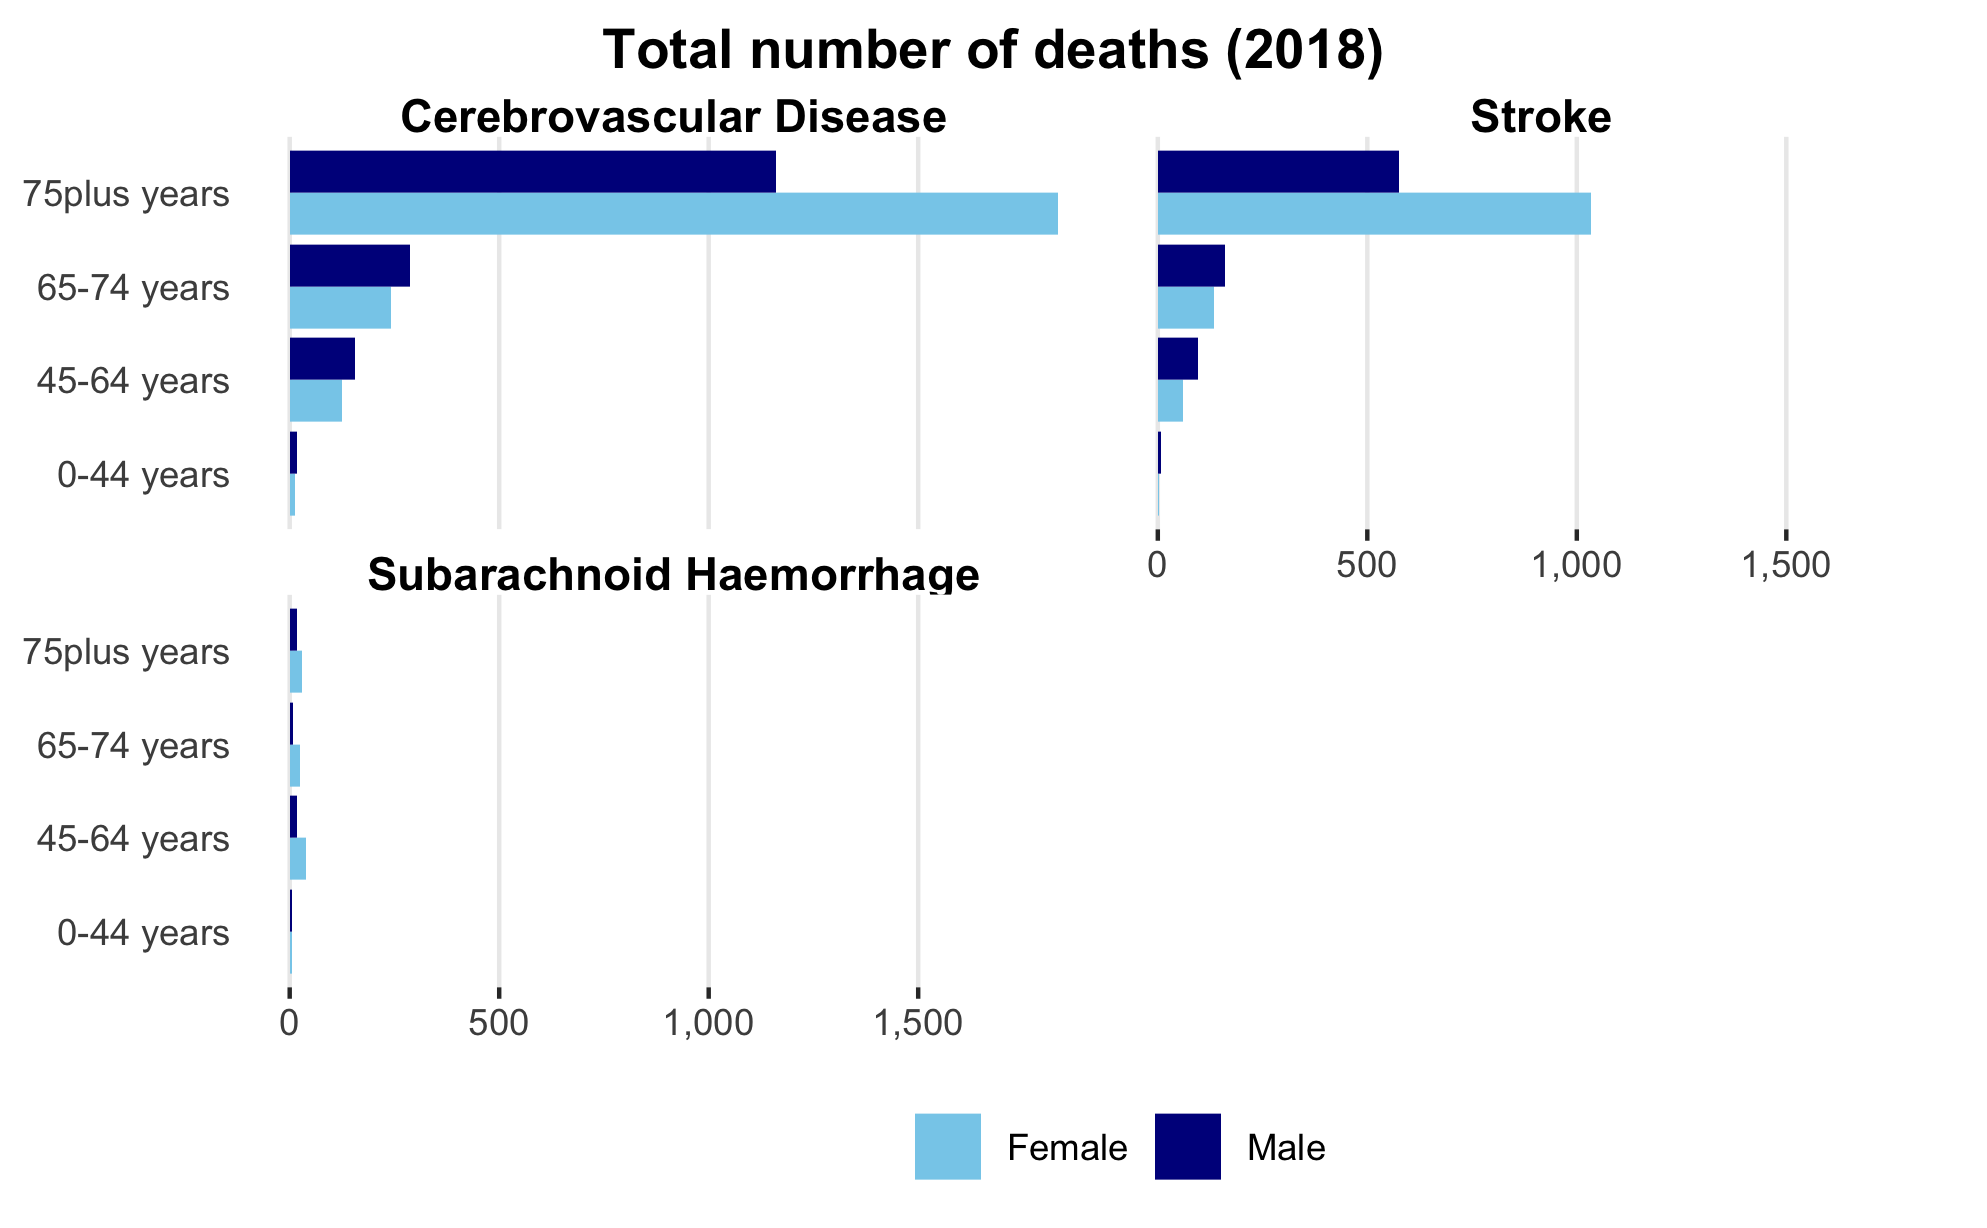 Total number of deaths (2018)
Cerebrovascular Disease
75plus years
65-74 years
45-64 years
0-44 years
Stroke
0 500 1,000 1,500
Subarachnoid Haemorrhage
75plus years
65-74 years
45-64 years
0-44 years
0 500 1,000 1,500
Female Male